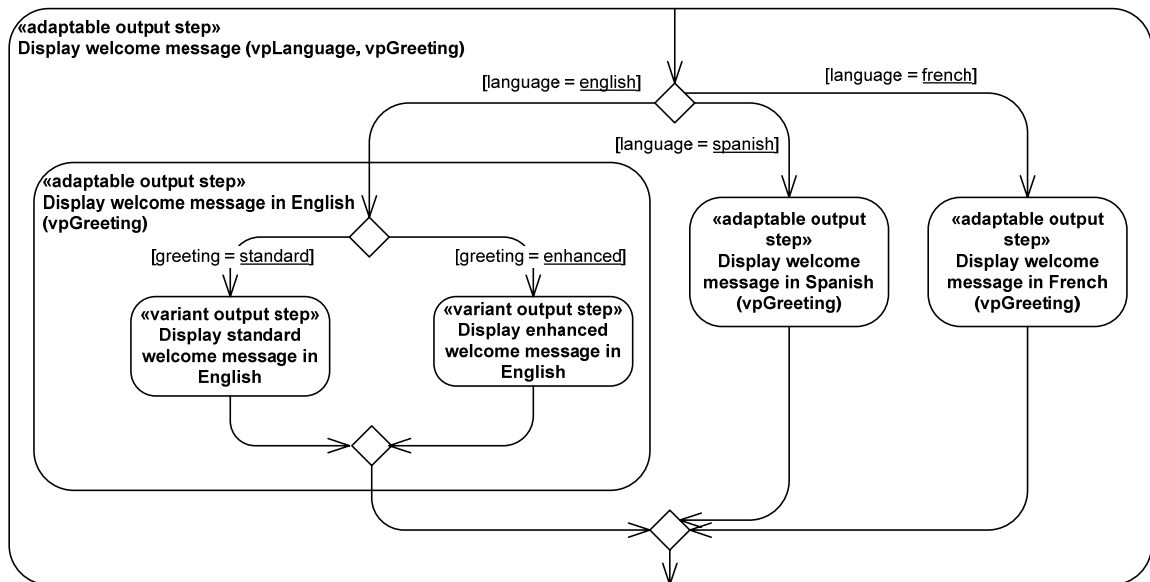 «adaptable output step»
Display welcome message (vpLanguage, vpGreeting)
[language = english]
[language = french]
[language = spanish]
«adaptable output step»
Display welcome message in English
(vpGreeting)
[greeting = standard]
[greeting = enhanced]
«variant output step»
Display standard
welcome message in
English
«variant output step»
Display enhanced
welcome message in
English
«adaptable output
step»
Display welcome
message in Spanish
(vpGreeting)
«adaptable output
step»
Display welcome
message in French
(vpGreeting)